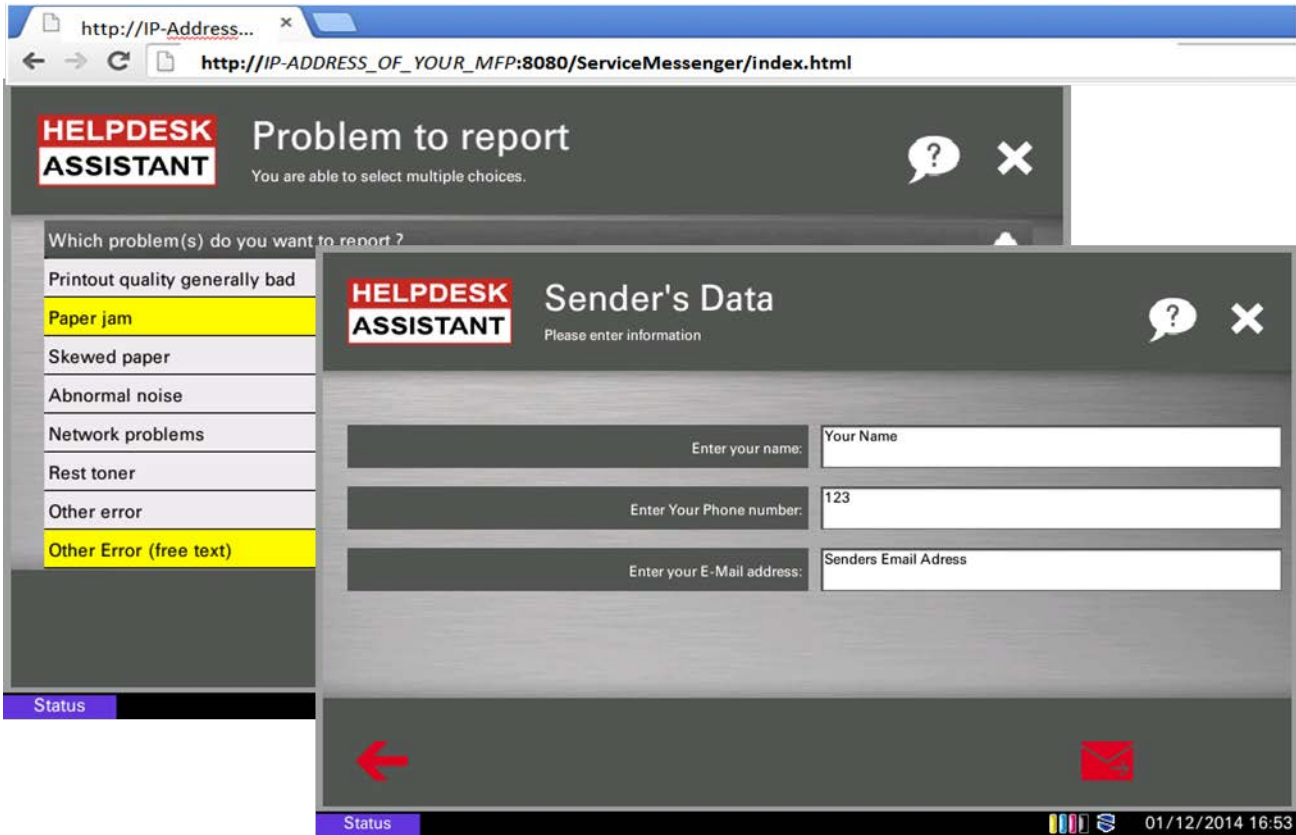 http://IP-Address...
http://IP-ADDRESS_OF_YOUR_MFP:8080/ServiceMessenger/index.html
HELPDESK
ASSISTANT
Problem to report
You are able to select multiple choices.
?
Which problem(s) do you want to report ?
Printout quality generally bad
Paper jam
Skewed paper
Abnormal noise
Network problems
Rest toner
Other error
Other Error (free text)
Status
HELPDESK
ASSISTANT
Sender's Data
Please enter information
?
Enter your name:
Your Name
Enter Your Phone number:
123
Enter your E-Mail address:
Senders Email Adress
Status
01/12/2014 16:53